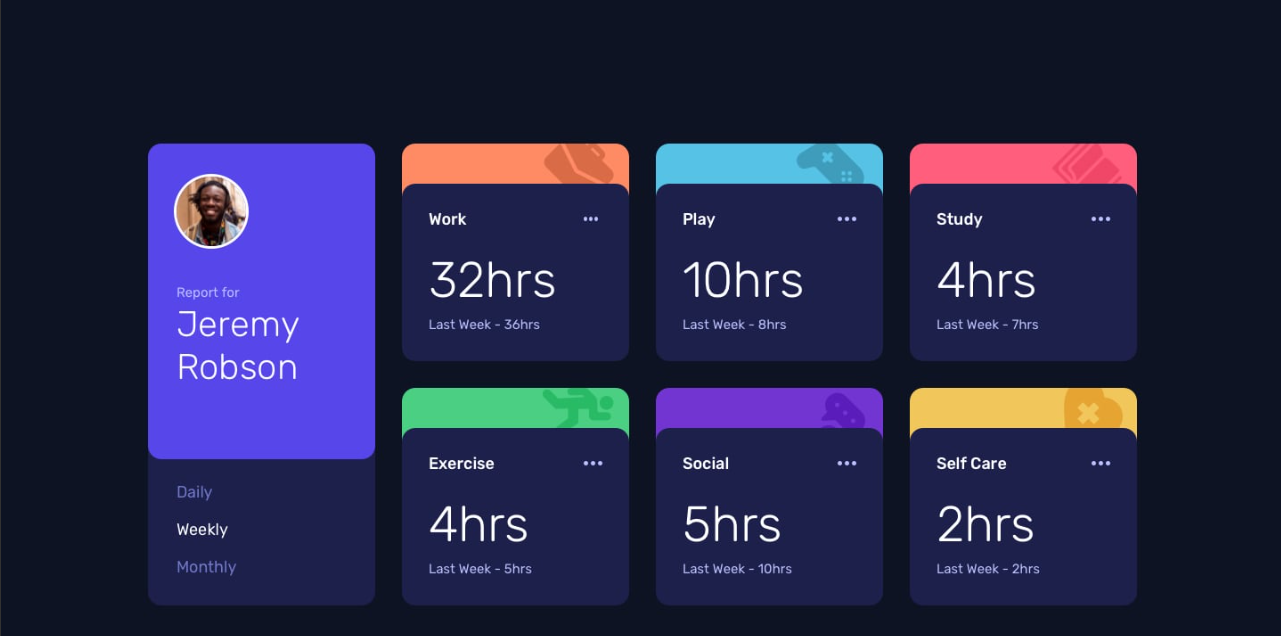 Report for
Jeremy
Robson
Daily
Weekly
Monthly
Work
32hrs
Last Week - 36hrs
Play
10hrs
Last Week - 8hrs
Study
4hrs
Last Week - 7hrs
Exercise
4hrs
Last Week - 5hrs
Social
5hrs
Last Week - 10hrs
Self Care
2hrs
Last Week - 2hrs